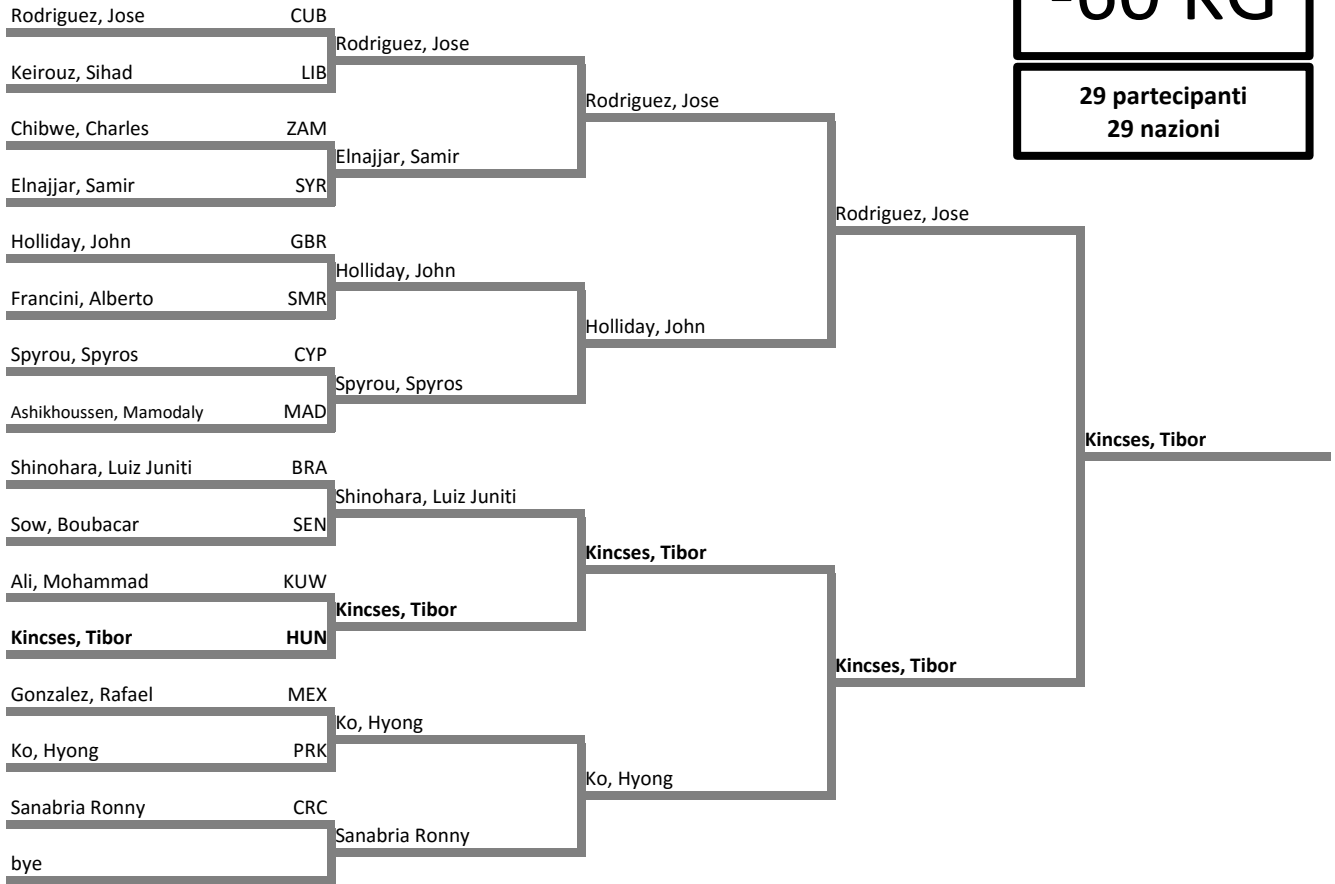 -60 KG
29 partecipanti
29 nazioni
Rodriguez, Jose CUB
Keirouz, Sihad LIB
Chibwe, Charles ZAM
Elnajjar, Samir SYR
Holliday, John GBR
Francini, Alberto SMR
Spyrou, Spyros CYP
Ashikhoussen, Mamodaly MAD
Shinohara, Luiz Juniti BRA
Sow, Boubacar SEN
Ali, Mohammad KUW
Kincses, Tibor HUN
Gonzalez, Rafael MEX
Ko, Hyong PRK
Sanabria Ronny CRC
bye
Rodriguez, Jose
Elnajjar, Samir
Holliday, John
Spyrou, Spyros
Shinohara, Luiz Juniti
Kincses, Tibor
Ko, Hyong
Sanabria Ronny
Rodriguez, Jose
Holliday, John
Kincses, Tibor
Ko, Hyong
Rodriguez, Jose
Kincses, Tibor
Kincses, Tibor